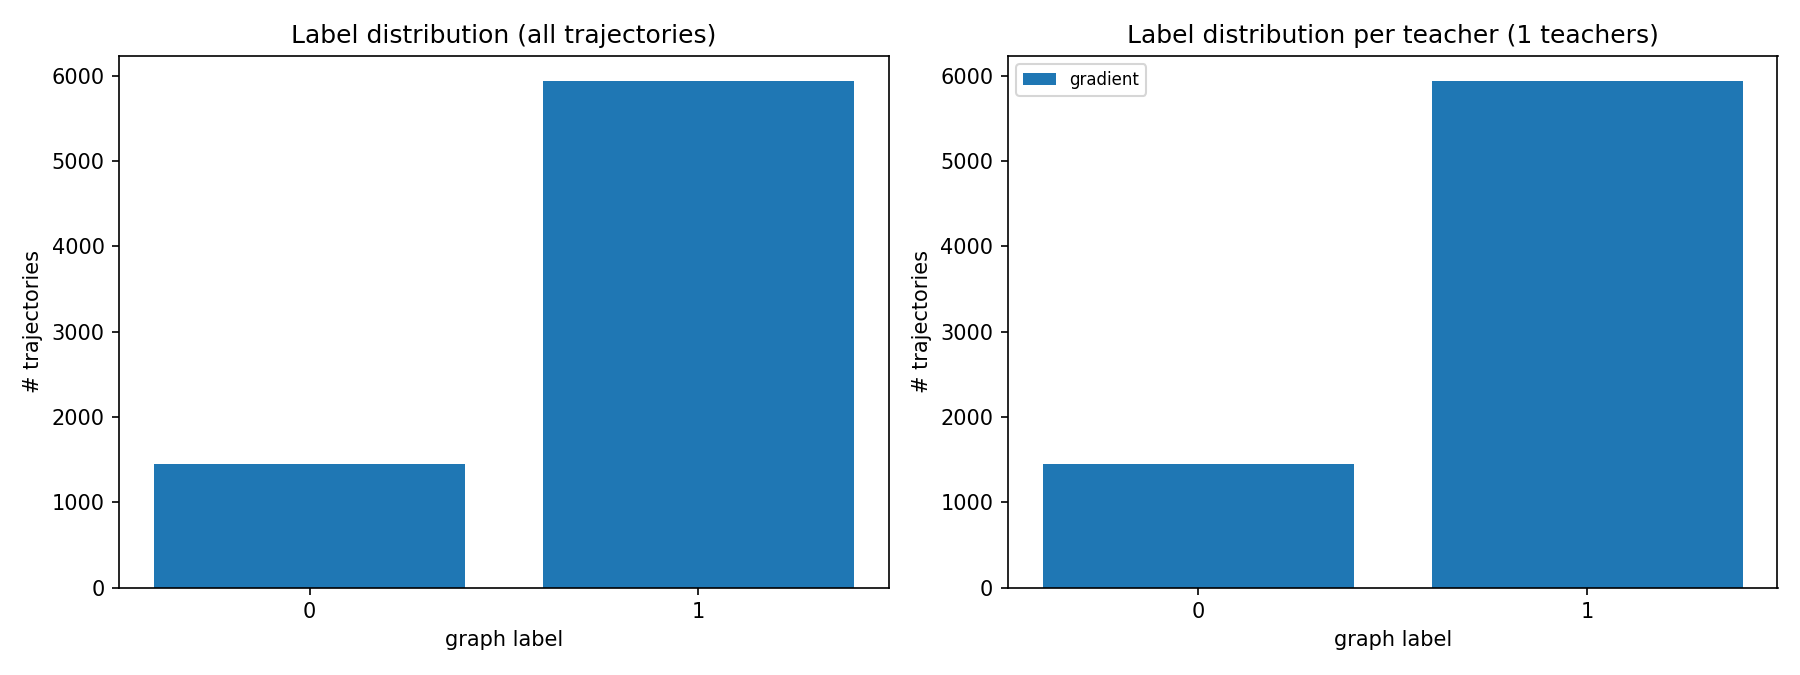 Label distribution (all trajectories)
# trajectories
6000
5000
4000
3000
2000
1000
0
0 1
graph label
Label distribution per teacher (1 teachers)
gradient
# trajectories
6000
5000
4000
3000
2000
1000
0
0 1
graph label